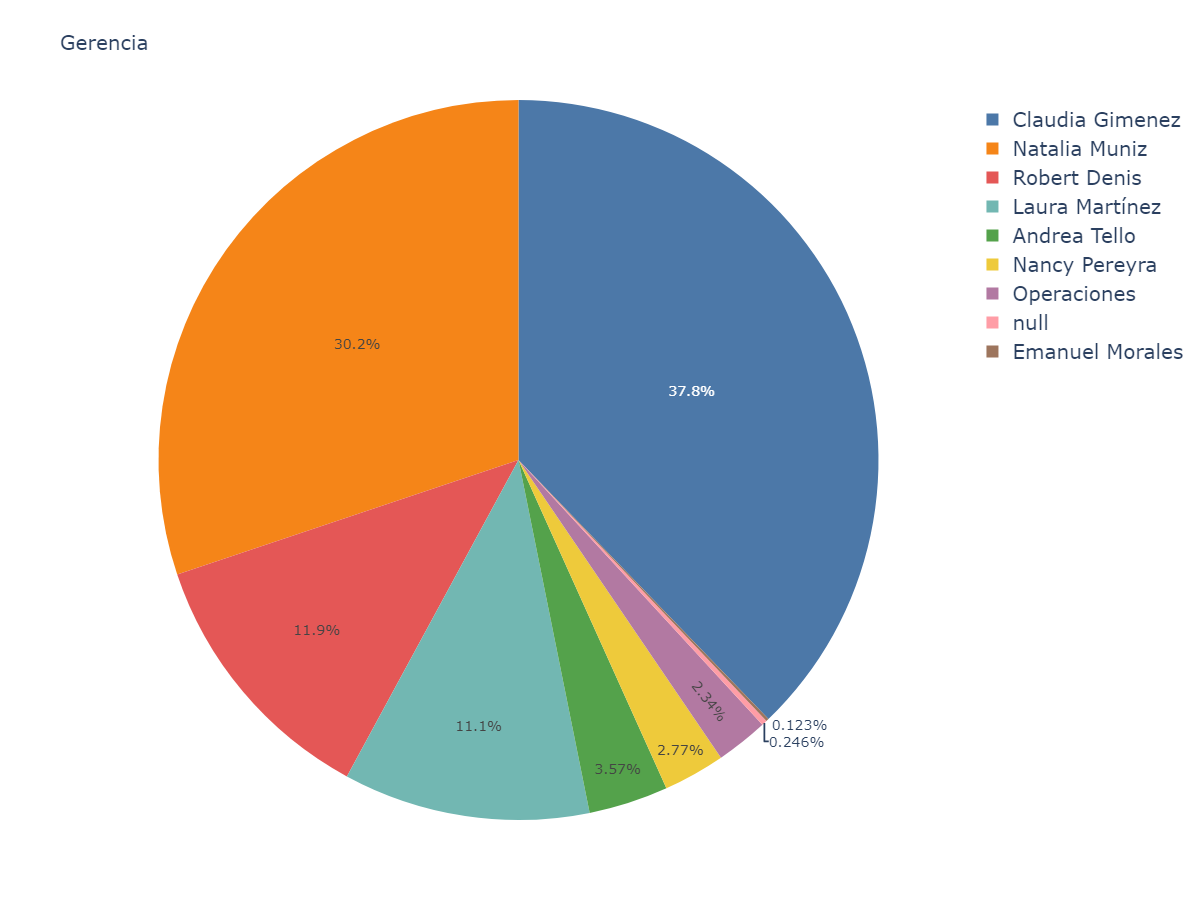 Gerencia
Claudia Gimenez
Natalia Muniz
Robert Denis
Laura Martínez
Andrea Tello
Nancy Pereyra
Operaciones
null
Emanuel Morales
30.2%
37.8%
11.9%
11.1%
3.57%
2.77%
2.34%
0.123%
0.246%